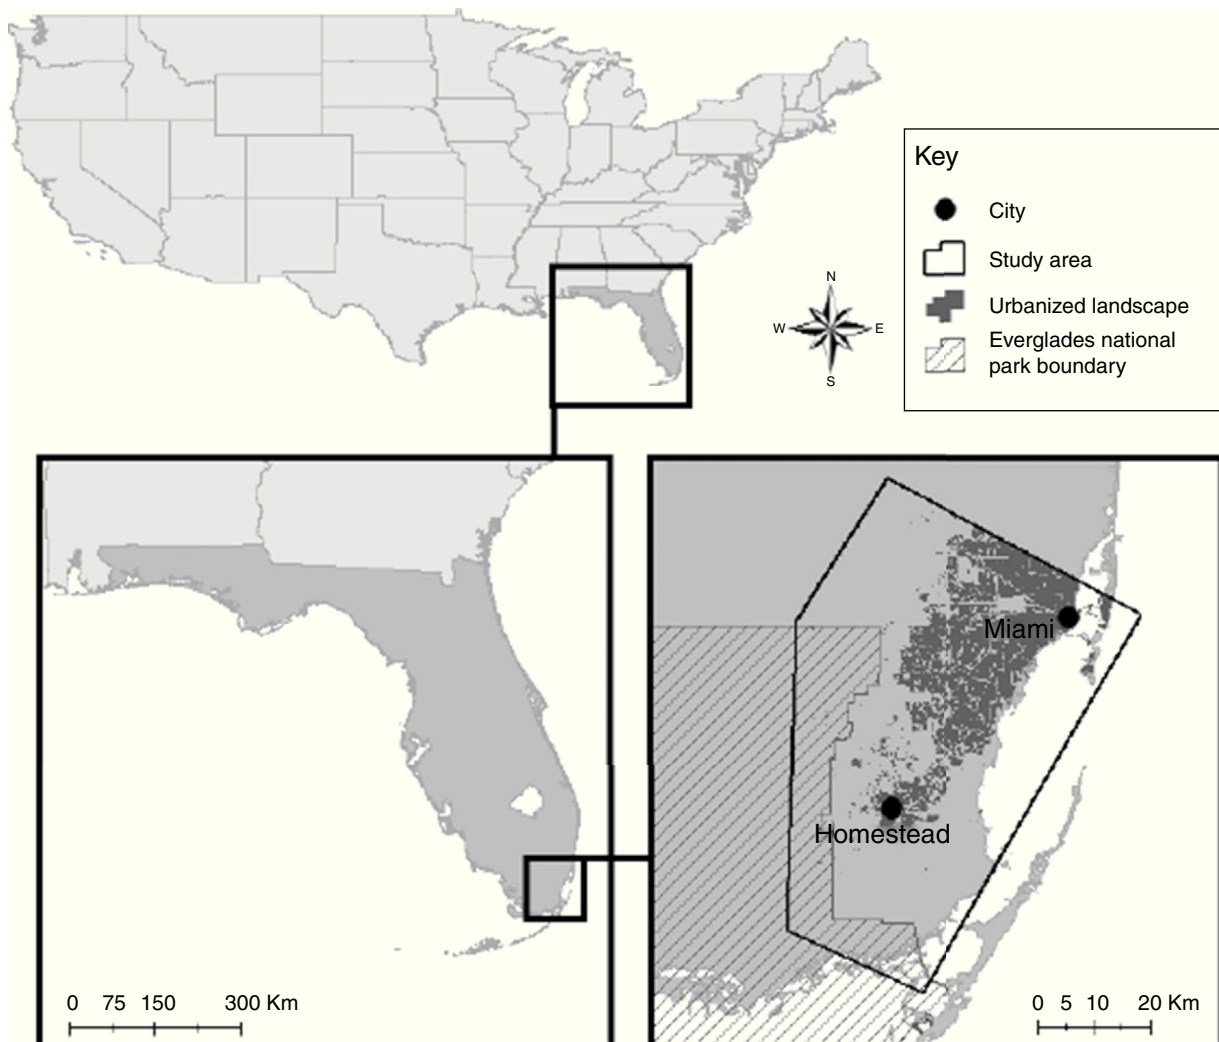 Key
City
Study area
Urbanized landscape
Everglades national
park boundary
N
W E
S
Miami
Homestead
0 75 150 300 Km
0 5 10 20 Km